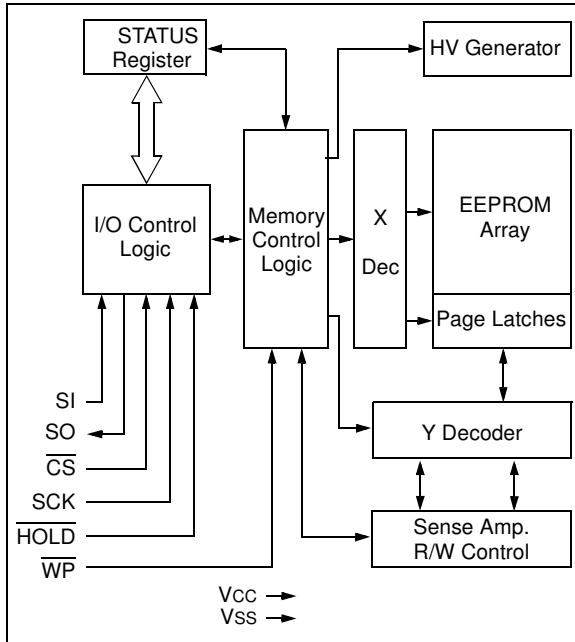 STATUS
Register
HV Generator
I/O Control
Logic
Memory
Control
Logic
X
Dec
EEPROM
Array
Page Latches
Y Decoder
Sense Amp.
R/W Control
SI
SO
CS
SCK
HOLD
WP
VCC
VSS